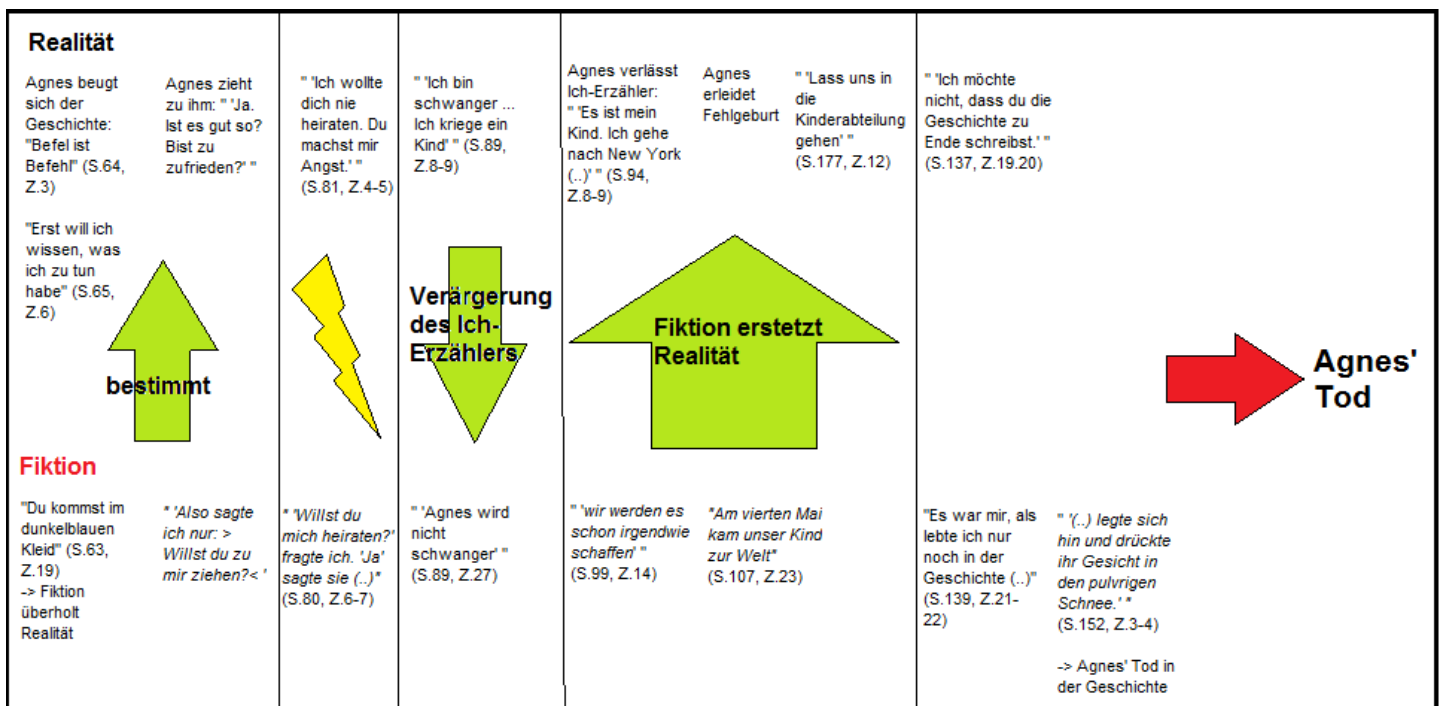 Realität
Agnes beugt
sich der
Geschichte:
"Befel ist
Befehl" (S.64,
Z.3)
"Erst will ich
wissen, was
ich zu tun
habe" (S.65,
Z.6)
Agnes zieht
zu ihm: " 'Ja.
Ist es gut so?
Bist zu
zufrieden?' "
bestimmt
Fiktion
"Du kommst im
dunkelblauen
Kleid" (S.63,
Z.19)
-> Fiktion
überholt
Realität
" 'Also sagte
ich nur: >
Willst du zu
mir ziehen?< '
" 'Ich wollte
dich nie
heiraten. Du
machst mir
Angst.' "
(S.81, Z.4-5)
" 'Willst du
mich heiraten?'
fragte ich. 'Ja'
sagte sie (..)"
(S.80, Z.6-7)
" 'Ich bin
schwanger ...
Ich kriege ein
Kind' " (S.89,
Z.8-9)
Verärgerung
des Ich-
Erzählers
" 'Agnes wird
nicht
schwanger' "
(S.89, Z.27)
Agnes verlässt
Ich-Erzähler:
" 'Es ist mein
Kind. Ich gehe
nach New York
(..)' " (S.94,
Z.8-9)
Agnes
erleidet
Fehlgeburt
" 'Lass uns in
die
Kinderabteilung
gehen' "
(S.177, Z.12)
Fiktion erstetzt
Realität
" 'wir werden es
schon irgendwie
schaffen' "
(S.99, Z.14)
"Am vierten Mai
kam unser Kind
zur Welt"
(S.107, Z.23)
" 'Ich möchte
nicht, dass du die
Geschichte zu
Ende schreibst.' "
(S.137, Z.19.20)
"Es war mir, als
lebte ich nur
noch in der
Geschichte (..)"
(S.139, Z.21-
22)
" '(..) legte sich
hin und drückte
ihr Gesicht in
den pulvrigen
Schnee.' "
(S.152, Z.3-4)
-> Agnes' Tod in
der Geschichte
Agnes'
Tod